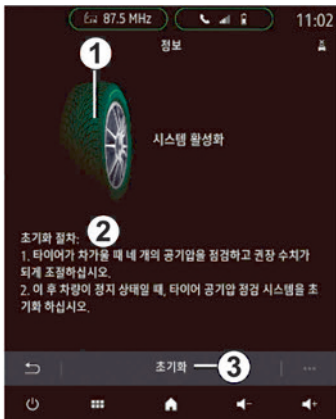 87.5 MHz
11:02
정보
1
시스템 활성화
초기화 절차: 2
1. 타이어가 차가울 때 네 개의 공기압을 점검하고 권장 수치가
되게 조절하십시오.
2. 이 후 차량이 정지 상태일 때, 타이어 공기압 점검 시스템을 초
기화 하십시오.
초기화 3